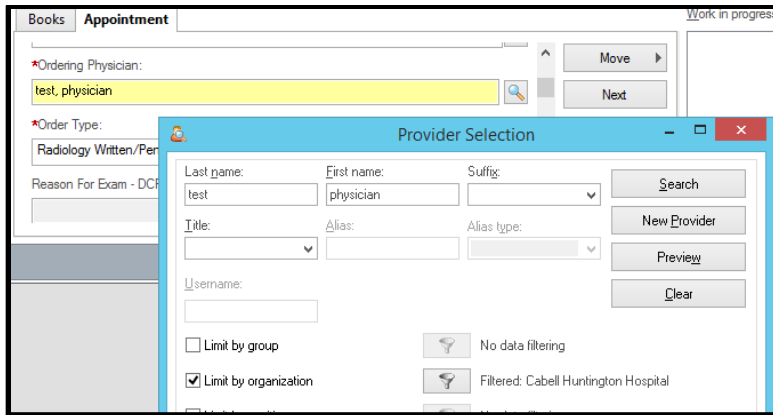 Books Appointment
Work in progress
*Ordering Physician:
Move
test, physician
Next
*Order Type:
Provider Selection
Radiology Written/Pen
Last name: First name: Suffix:
Search
test physician
Reason For Exam - DCP
New Provider
Title: Alias: Alias type:
Preview
Username:
Clear
Limit by group No data filtering
Limit by organization Filtered: Cabell Huntington Hospital